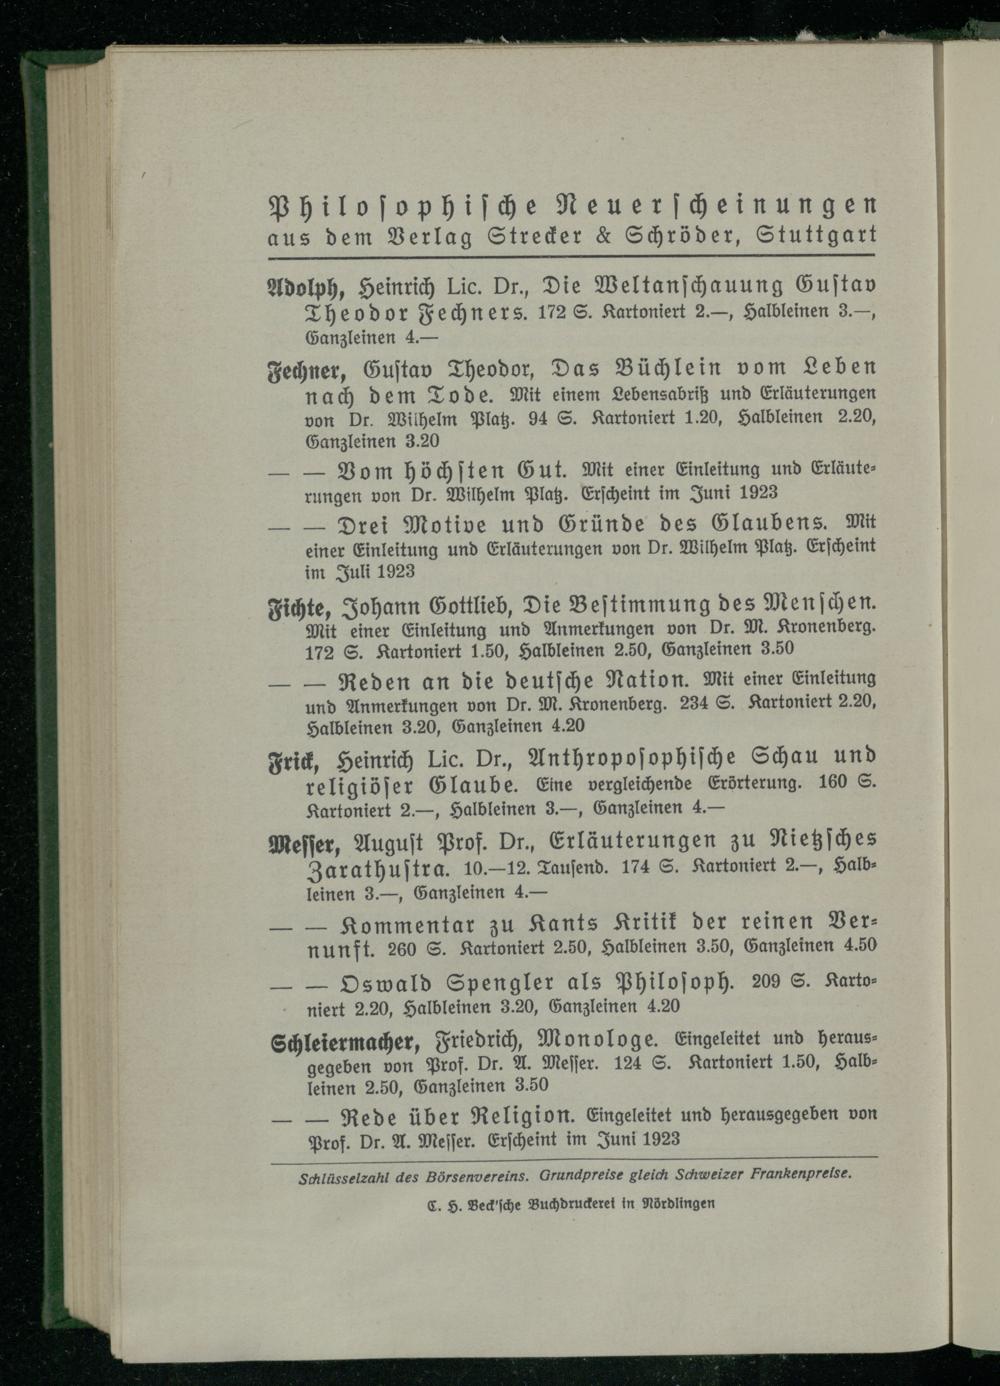 Philosophische Neuerscheinungen
aus dem Verlag Strecker & Schröder, Stuttgart
Adolph, Heinrich Lic. Dr., Die Weltanschauung Gustav
Theodor Fechners. 172 S. Kartoniert 2.—, Halbleinen 3.—,
Ganzleinen 4.—
Fechner, Gustav Theodor, Das Büchlein vom Leben
nach dem Tode. Mit einem Lebensabriß und Erläuterungen
von Dr. Wilhelm Platz. 94 S. Kartoniert 1.20, Halbleinen 2.20,
Ganzleinen 3.20
— — Vom höchsten Gut. Mit einer Einleitung und Erläute-
rungen von Dr. Wilhelm Platz. Erscheint im Juni 1923
— — Drei Motive und Gründe des Glaubens. Mit
einer Einleitung und Erläuterungen von Dr. Wilhelm Platz. Erscheint
im Juli 1923
Fichte, Johann Gottlieb, Die Bestimmung des Menschen.
Mit einer Einleitung und Anmerkungen von Dr. M. Kronenberg.
172 S. Kartoniert 1.50, Halbleinen 2.50, Ganzleinen 3.50
— — Reden an die deutsche Nation. Mit einer Einleitung
und Anmerkungen von Dr. M. Kronenberg. 234 S. Kartoniert 2.20,
Halbleinen 3.20, Ganzleinen 4.20
Frick, Heinrich Lic. Dr., Anthroposophische Schau und
religiöser Glaube. Eine vergleichende Erörterung. 160 S.
Kartoniert 2.—, Halbleinen 3.—, Ganzleinen 4.—
Messer, August Prof. Dr., Erläuterungen zu Nietzsches
Zarathustra. 10.—12. Tausend. 174 S. Kartoniert 2.—, Halb-
leinen 3.—, Ganzleinen 4.—
— — Kommentar zu Kants Kritik der reinen Ver-
nunft. 260 S. Kartoniert 2.50, Halbleinen 3.50, Ganzleinen 4.50
— — Oswald Spengler als Philosoph. 209 S. Karto-
niert 2.20, Halbleinen 3.20, Ganzleinen 4.20
Schleiermacher, Friedrich, Monologe. Eingeleitet und heraus-
gegeben von Prof. Dr. A. Messer. 124 S. Kartoniert 1.50, Halb-
leinen 2.50, Ganzleinen 3.50
— — Rede über Religion. Eingeleitet und herausgegeben von
Prof. Dr. A. Messer. Erscheint im Juni 1923
Schlüsselzahl des Börsenvereins. Grundpreise gleich Schweizer Frankenpreise.
C. H. Beck'sche Buchdruckerei in Nördlingen